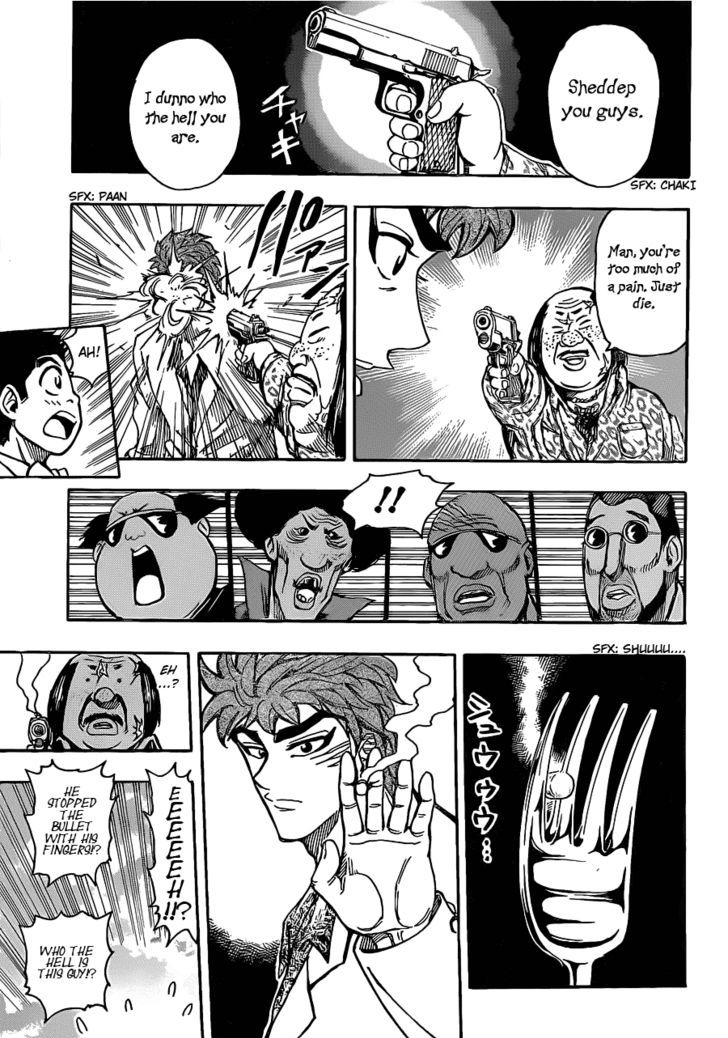 Sheddep
you guys.
I dunno who
the hell you
are.
チャキ
SFX: CHAKI
Man, you're
too much of
a pain. Just
die.
SFX: PAAN
パァン
AH!
!!
SFX: SHUUUU....
シュウゥゥ…
EH
...?
EEEEEEH!!?
HE
STOPPED
THE
BULLET
WITH HIS
FINGERS!?
WHO THE
HELL IS
THIS GUY!?